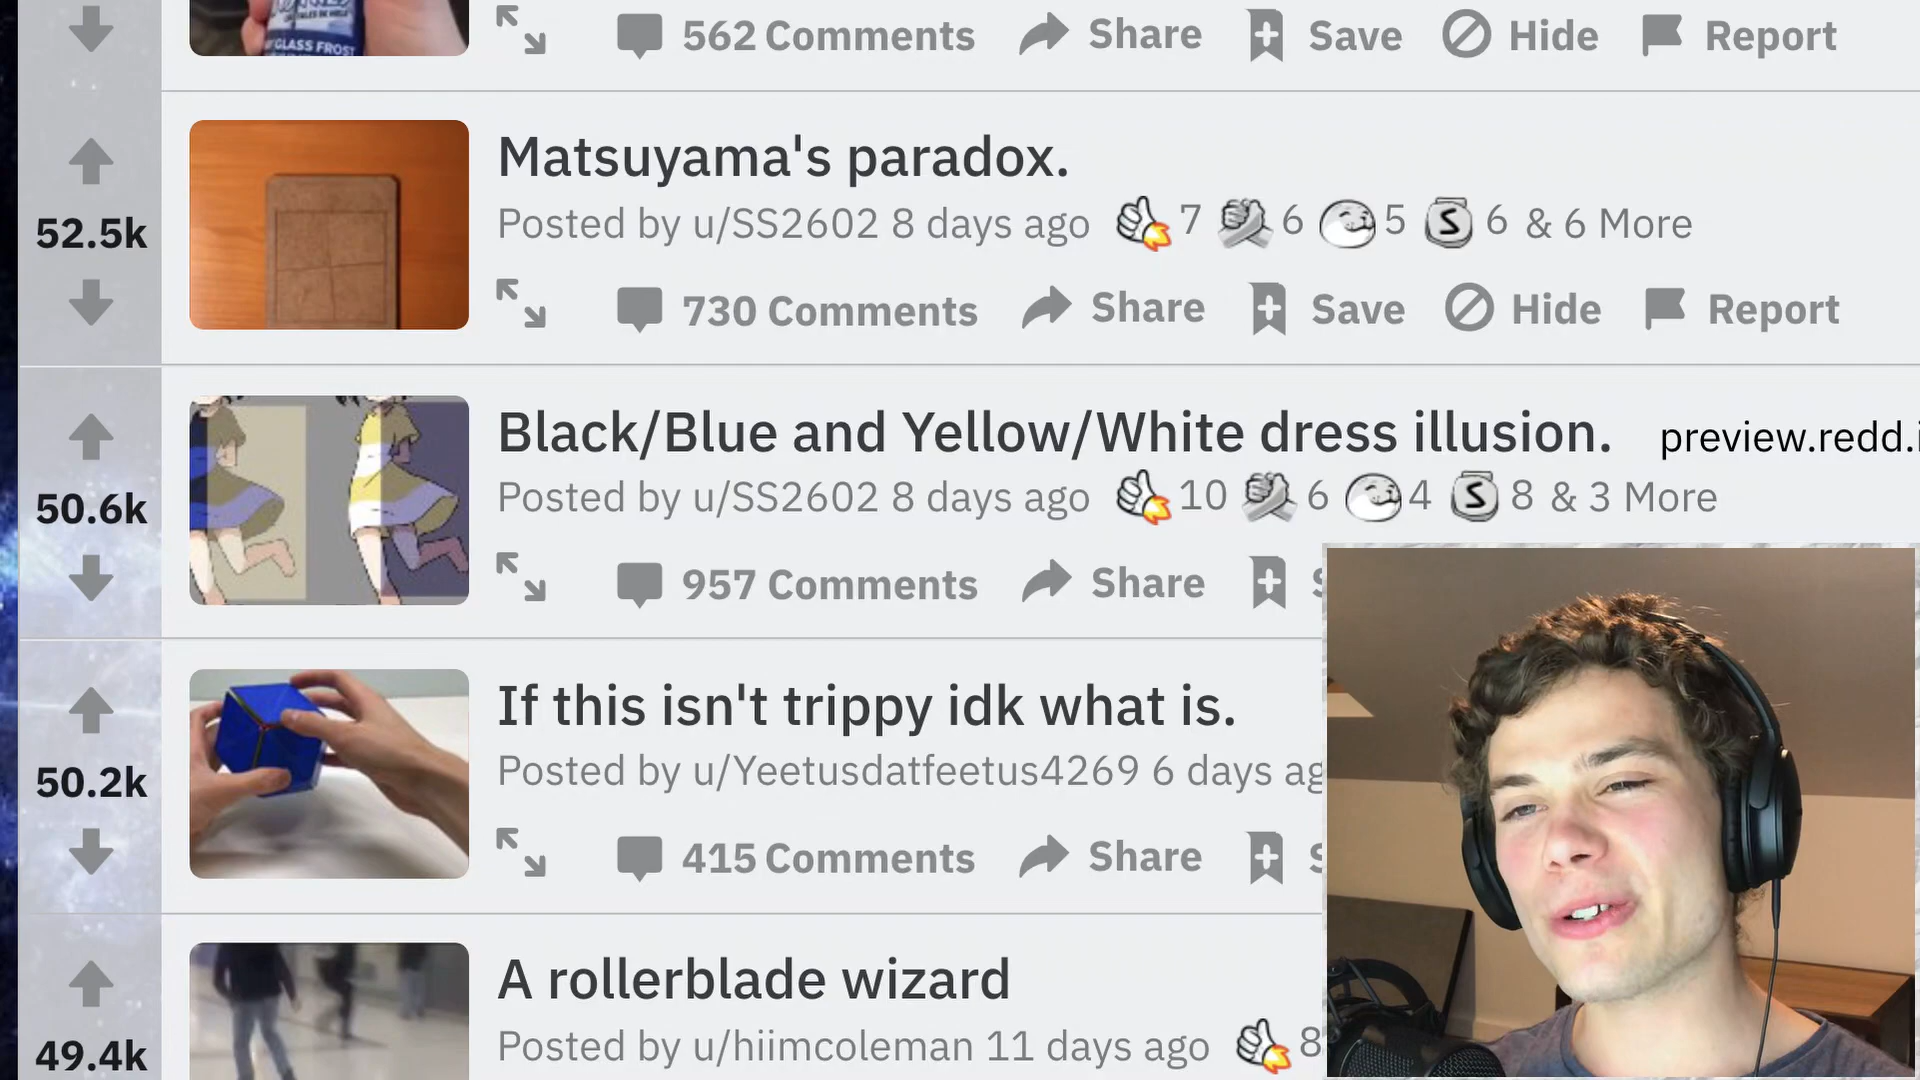 GLASS FROST
562 Comments Share Save Hide Report
Matsuyama's paradox.
52.5k
Posted by u/SS2602 8 days ago 7 6 5 S 6 & 6 More
730 Comments Share Save Hide Report
Black/Blue and Yellow/White dress illusion. preview.redd.i
50.6k
Posted by u/SS2602 8 days ago 10 6 4 S 8 & 3 More
957 Comments Share S
If this isn't trippy idk what is.
50.2k
Posted by u/Yeetusdatfeetus4269 6 days ag
415 Comments Share S
A rollerblade wizard
49.4k
Posted by u/hiimcoleman 11 days ago 8